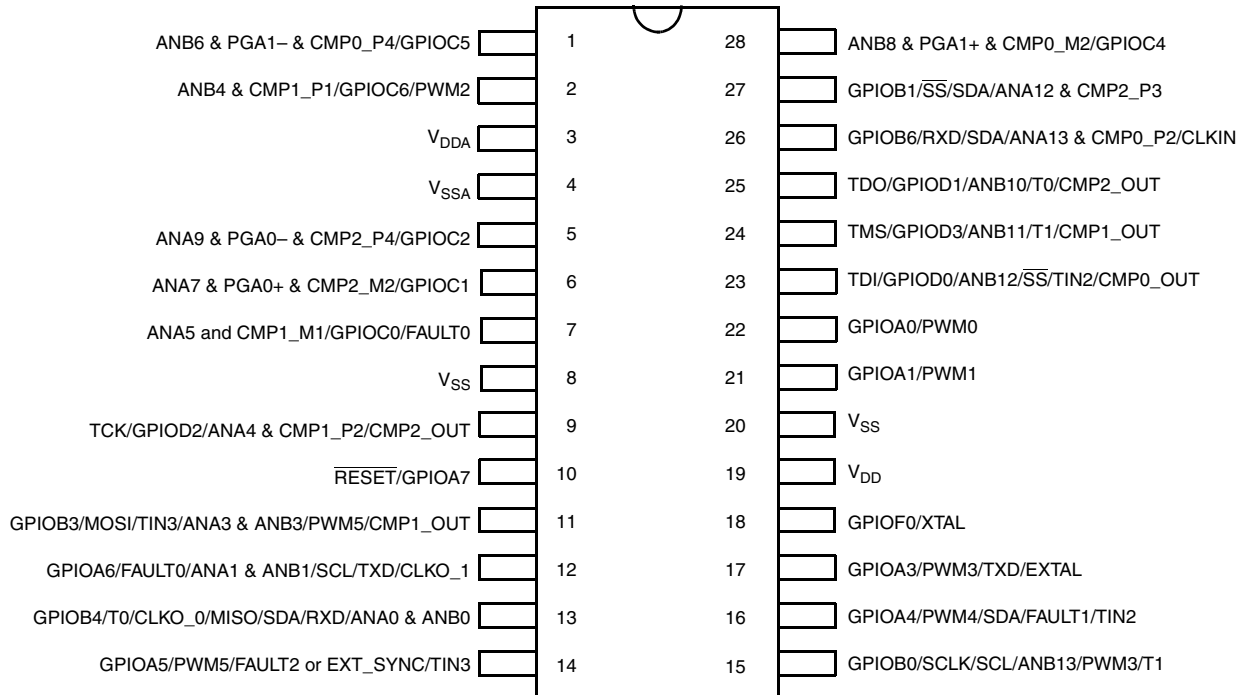 ANB6 & PGA1– & CMP0_P4/GPIOC5 1 28 ANB8 & PGA1+ & CMP0_M2/GPIOC4
ANB4 & CMP1_P1/GPIOC6/PWM2 2 27 GPIOB1/S̅S̅/SDA/ANA12 & CMP2_P3
VDDA 3 26 GPIOB6/RXD/SDA/ANA13 & CMP0_P2/CLKIN
VSSA 4 25 TDO/GPIOD1/ANB10/T0/CMP2_OUT
ANA9 & PGA0– & CMP2_P4/GPIOC2 5 24 TMS/GPIOD3/ANB11/T1/CMP1_OUT
ANA7 & PGA0+ & CMP2_M2/GPIOC1 6 23 TDI/GPIOD0/ANB12/S̅S̅/TIN2/CMP0_OUT
ANA5 and CMP1_M1/GPIOC0/FAULT0 7 22 GPIOA0/PWM0
VSS 8 21 GPIOA1/PWM1
TCK/GPIOD2/ANA4 & CMP1_P2/CMP2_OUT 9 20 VSS
R̅E̅S̅E̅T̅/GPIOA7 10 19 VDD
GPIOB3/MOSI/TIN3/ANA3 & ANB3/PWM5/CMP1_OUT 11 18 GPIOF0/XTAL
GPIOA6/FAULT0/ANA1 & ANB1/SCL/TXD/CLKO_1 12 17 GPIOA3/PWM3/TXD/EXTAL
GPIOB4/T0/CLKO_0/MISO/SDA/RXD/ANA0 & ANB0 13 16 GPIOA4/PWM4/SDA/FAULT1/TIN2
GPIOA5/PWM5/FAULT2 or EXT_SYNC/TIN3 14 15 GPIOB0/SCLK/SCL/ANB13/PWM3/T1